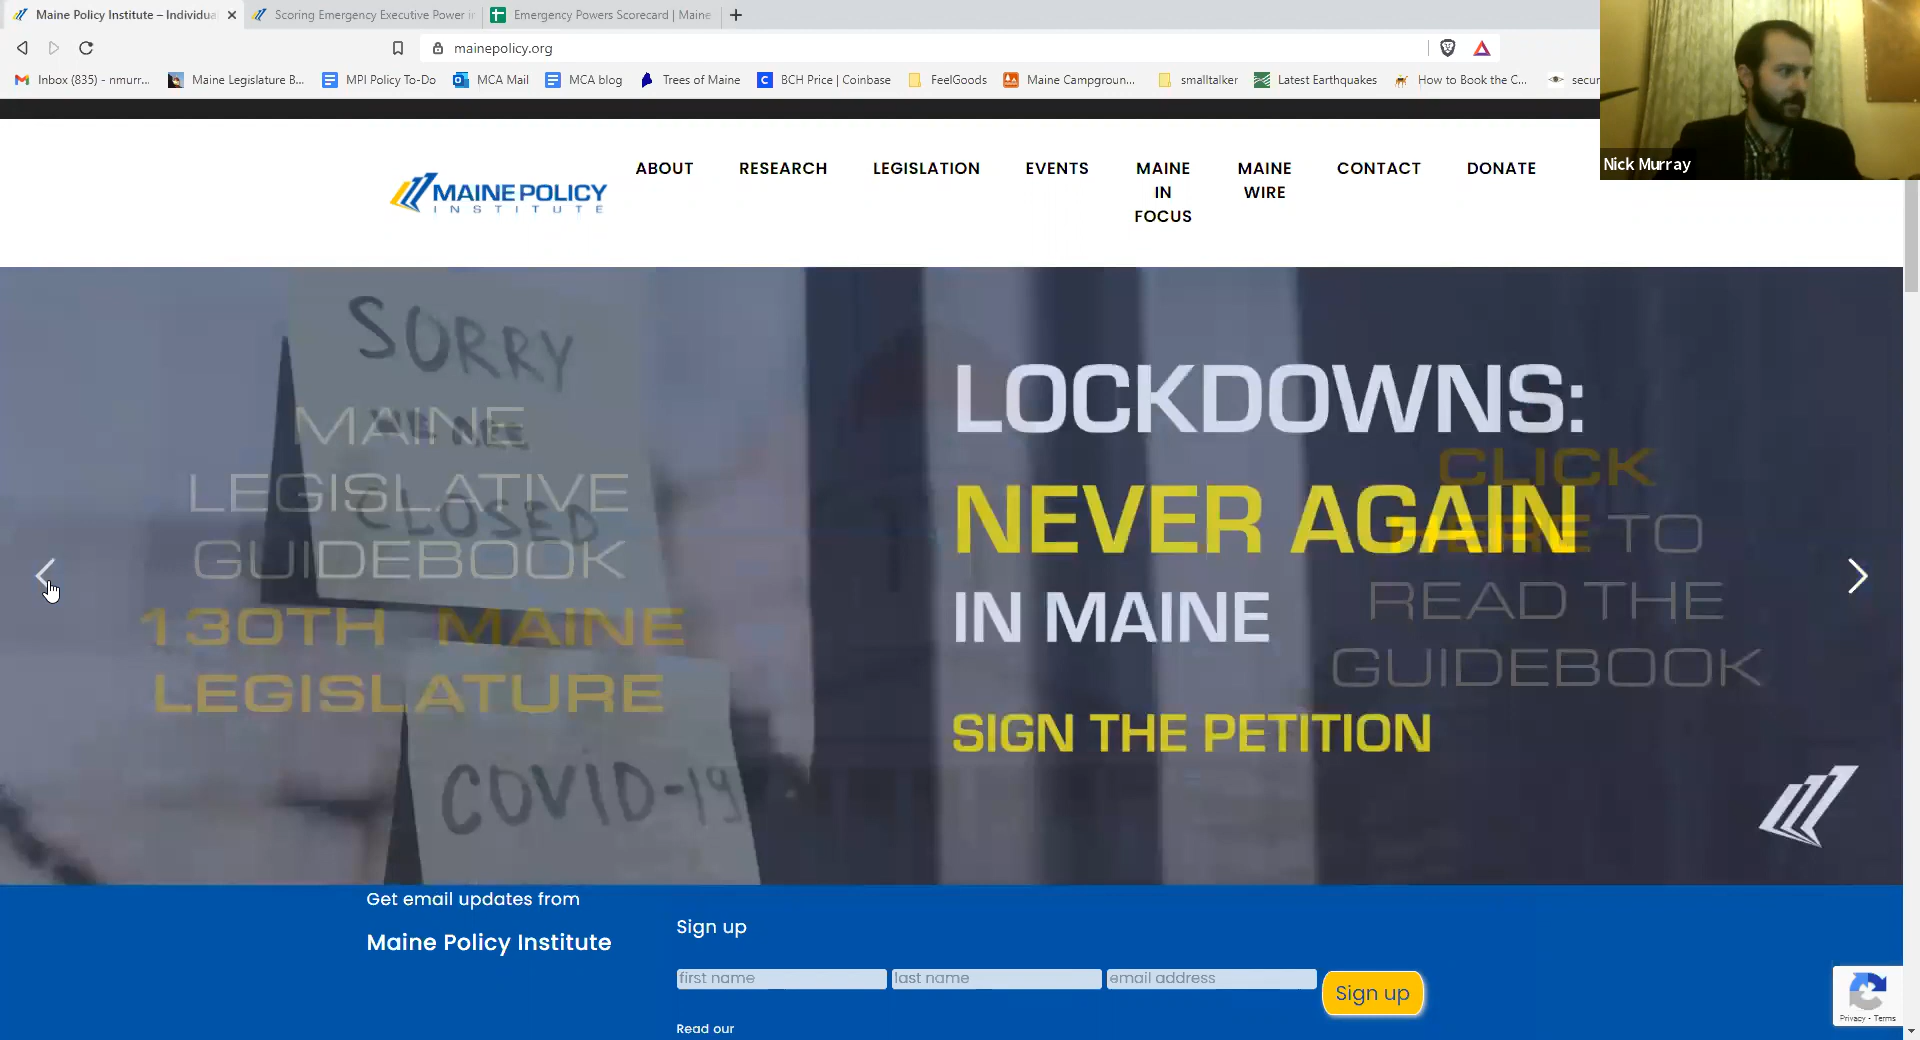 Maine Policy Institute – Individua
Scoring Emergency Executive Power i
Emergency Powers Scorecard | Maine
mainepolicy.org
Inbox (835) - nmurr...
Maine Legislature B...
MPI Policy To-Do
MCA Mail
MCA blog
Trees of Maine
BCH Price | Coinbase
FeelGoods
Maine Campgroun...
smalltalker
Latest Earthquakes
How to Book the C...
secur
Nick Murray
MAINE POLICY
INSTITUTE
ABOUT
RESEARCH
LEGISLATION
EVENTS
MAINE
IN
FOCUS
MAINE
WIRE
CONTACT
DONATE
SORRY
CLOSED
COVID-19
MAINE
LEGISLATIVE
GUIDEBOOK
130TH MAINE
LEGISLATURE
LOCKDOWNS:
NEVER AGAIN
IN MAINE
SIGN THE PETITION
CLICK
HERE TO
READ THE
GUIDEBOOK
Get email updates from
Maine Policy Institute
Sign up
first name
last name
email address
Sign up
Read our
Privacy - Terms